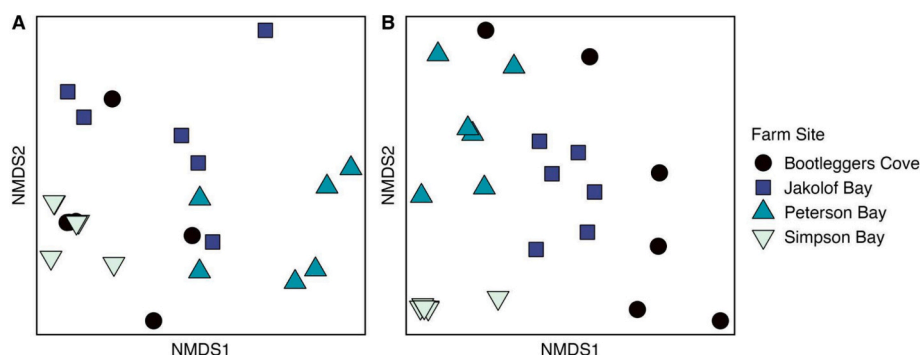 A
B
NMDS2
NMDS2
NMDS1
NMDS1
Farm Site
Bootleggers Cove
Jakolof Bay
Peterson Bay
Simpson Bay